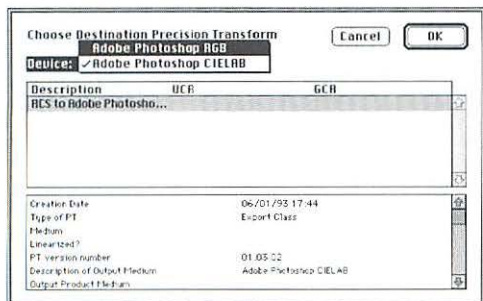 Choose Destination Precision Transform
Cancel
OK
Adobe Photoshop RGB
Device: ✓Adobe Photoshop CIELAB
Description UCR GCR
RCS to Adobe Photosho...
Creation Date 06/01/93 17:44
Type of PT Export Class
Medium
Linearized?
PT version number 01.03.02
Description of Output Medium Adobe Photoshop CIELAB
Output Product Medium